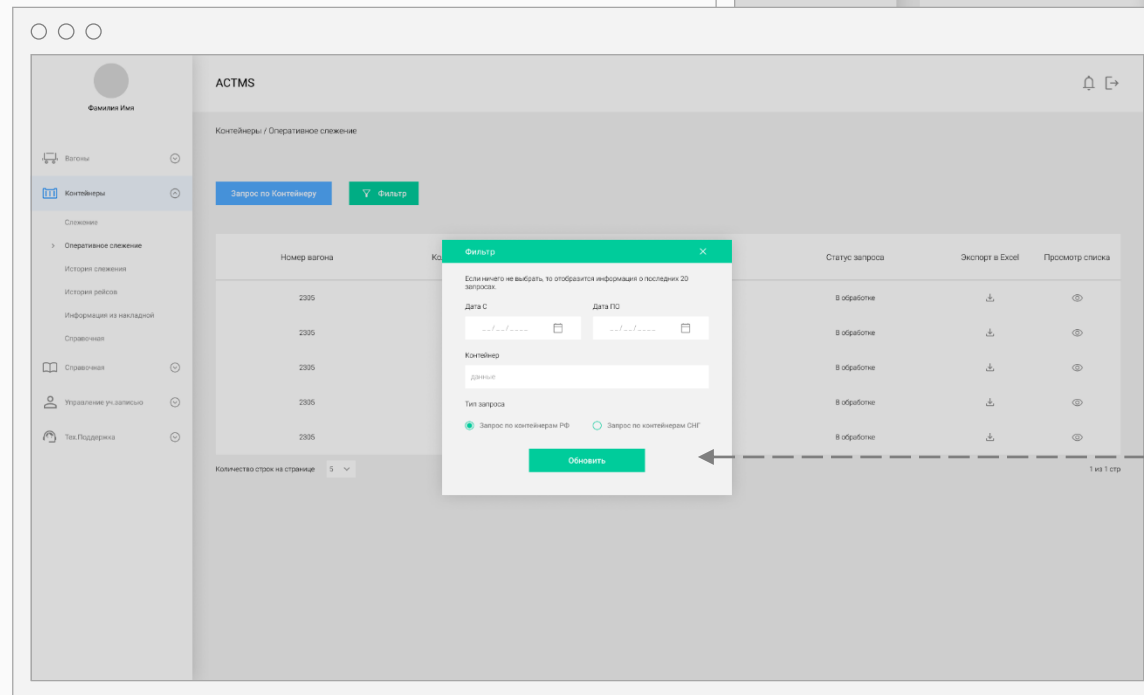 ACTMS
Фамилия Имя
Контейнеры / Оперативное слежение
Вагоны
Контейнеры
Слежение
Оперативное слежение
История слежения
История рейсов
Информация из накладной
Справочная
Справочная
Управление уч.записью
Тех.Поддержка
Запрос по Контейнеру
Фильтр
Номер вагона
Ко
Статус запроса
Экспорт в Excel
Просмотр списка
2305
В обработке
2305
В обработке
2305
В обработке
2305
В обработке
2305
В обработке
Количество строк на странице 5
1 из 1 стр
Фильтр
Если ничего не выбрать, то отобразится информация о последних 20
запросах.
Дата С
Дата ПО
__/__/____
__/__/____
Контейнер
данные
Тип запроса
Запрос по контейнерам РФ
Запрос по контейнерам СНГ
Обновить